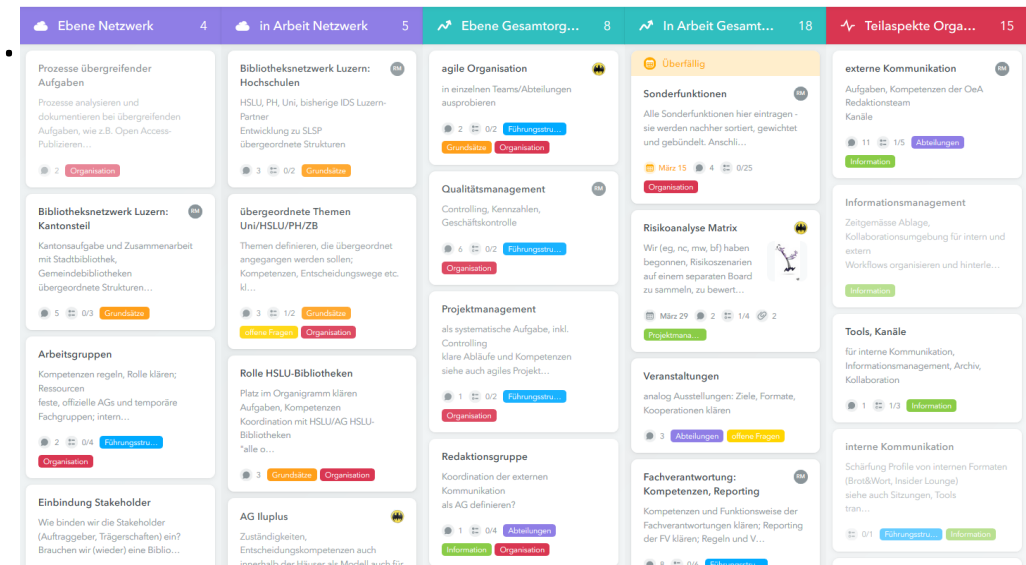 Ebene Netzwerk 4
Prozesse übergreifender
Aufgaben
Prozesse analysieren und
dokumentieren bei übergreifenden
Aufgaben, wie z.B. Open Access-
Publizieren…
2 Organisation
Bibliotheksnetzwerk Luzern:
Kantonsteil
RM
Kantonsaufgabe und Zusammenarbeit
mit Stadtbibliothek,
Gemeindebibliotheken
übergeordnete Strukturen…
5 0/3 Grundsätze
Arbeitsgruppen
Kompetenzen regeln, Rolle klären;
Ressourcen
feste, offizielle AGs und temporäre
Fachgruppen; intern…
2 0/4 Führungsstru…
Organisation
Einbindung Stakeholder
Wie binden wir die Stakeholder
(Auftraggeber, Trägerschaften) ein?
Brauchen wir (wieder) eine Biblio…
in Arbeit Netzwerk 5
Bibliotheksnetzwerk Luzern:
Hochschulen
RM
HSLU, PH, Uni, bisherige IDS Luzern-
Partner
Entwicklung zu SLSP
übergeordnete Strukturen
3 0/2 Grundsätze
übergeordnete Themen
Uni/HSLU/PH/ZB
Themen definieren, die übergeordnet
angegangen werden sollen;
Kompetenzen, Entscheidungswege etc.
kl…
3 1/2 Grundsätze
offene Fragen Organisation
Rolle HSLU-Bibliotheken
Platz im Organigramm klären
Aufgaben, Kompetenzen
Koordination mit HSLU/AG HSLU-
Bibliotheken
"alle o…
3 Grundsätze Organisation
AG Iluplus
Zuständigkeiten,
Entscheidungskompetenzen auch
innerhalb der Häuser als Modell auch für
Ebene Gesamtorg… 8
agile Organisation
in einzelnen Teams/Abteilungen
ausprobieren
2 0/2 Führungsstru…
Grundsätze Organisation
Qualitätsmanagement
RM
Controlling, Kennzahlen,
Geschäftskontrolle
6 0/2 Führungsstru…
Organisation
Projektmanagement
als systematische Aufgabe, inkl.
Controlling
klare Abläufe und Kompetenzen
siehe auch agiles Projekt…
1 0/2 Führungsstru…
Organisation
Redaktionsgruppe
Koordination der externen
Kommunikation
als AG definieren?
1 0/4 Abteilungen
Information Organisation
In Arbeit Gesamt… 18
Überfällig
Sonderfunktionen
RM
Alle Sonderfunktionen hier eintragen -
sie werden nachher sortiert, gewichtet
und gebündelt. Anschli…
März 15 4 0/25
Organisation
Risikoanalyse Matrix
Wir (eg, nc, mw, bf) haben
begonnen, Risikoszenarien
auf einem separaten Board
zu sammeln, zu bewert…
März 29 2 1/4 2
Projektmana…
Veranstaltungen
analog Ausstellungen: Ziele, Formate,
Kooperationen klären
3 Abteilungen offene Fragen
Fachverantwortung:
Kompetenzen, Reporting
RM
Kompetenzen und Funktionsweise der
Fachverantwortungen klären; Reporting
der FV klären; Regeln und V…
8 0/6 Führungsstru…
Teilaspekte Orga… 15
externe Kommunikation
RM
Aufgaben, Kompetenzen der OeA
Redaktionsteam
Kanäle
11 1/5 Abteilungen
Information
Informationsmanagement
Zeitgemässe Ablage,
Kollaborationsumgebung für intern und
extern
Workflows organisieren und hinterle…
Information
Tools, Kanäle
für interne Kommunikation,
Informationsmanagement, Archiv,
Kollaboration
1 1/3 Information
interne Kommunikation
Schärfung Profile von internen Formaten
(Brot&Wort, Insider Lounge)
siehe auch Sitzungen, Tools
tran…
0/1 Führungsstru… Information